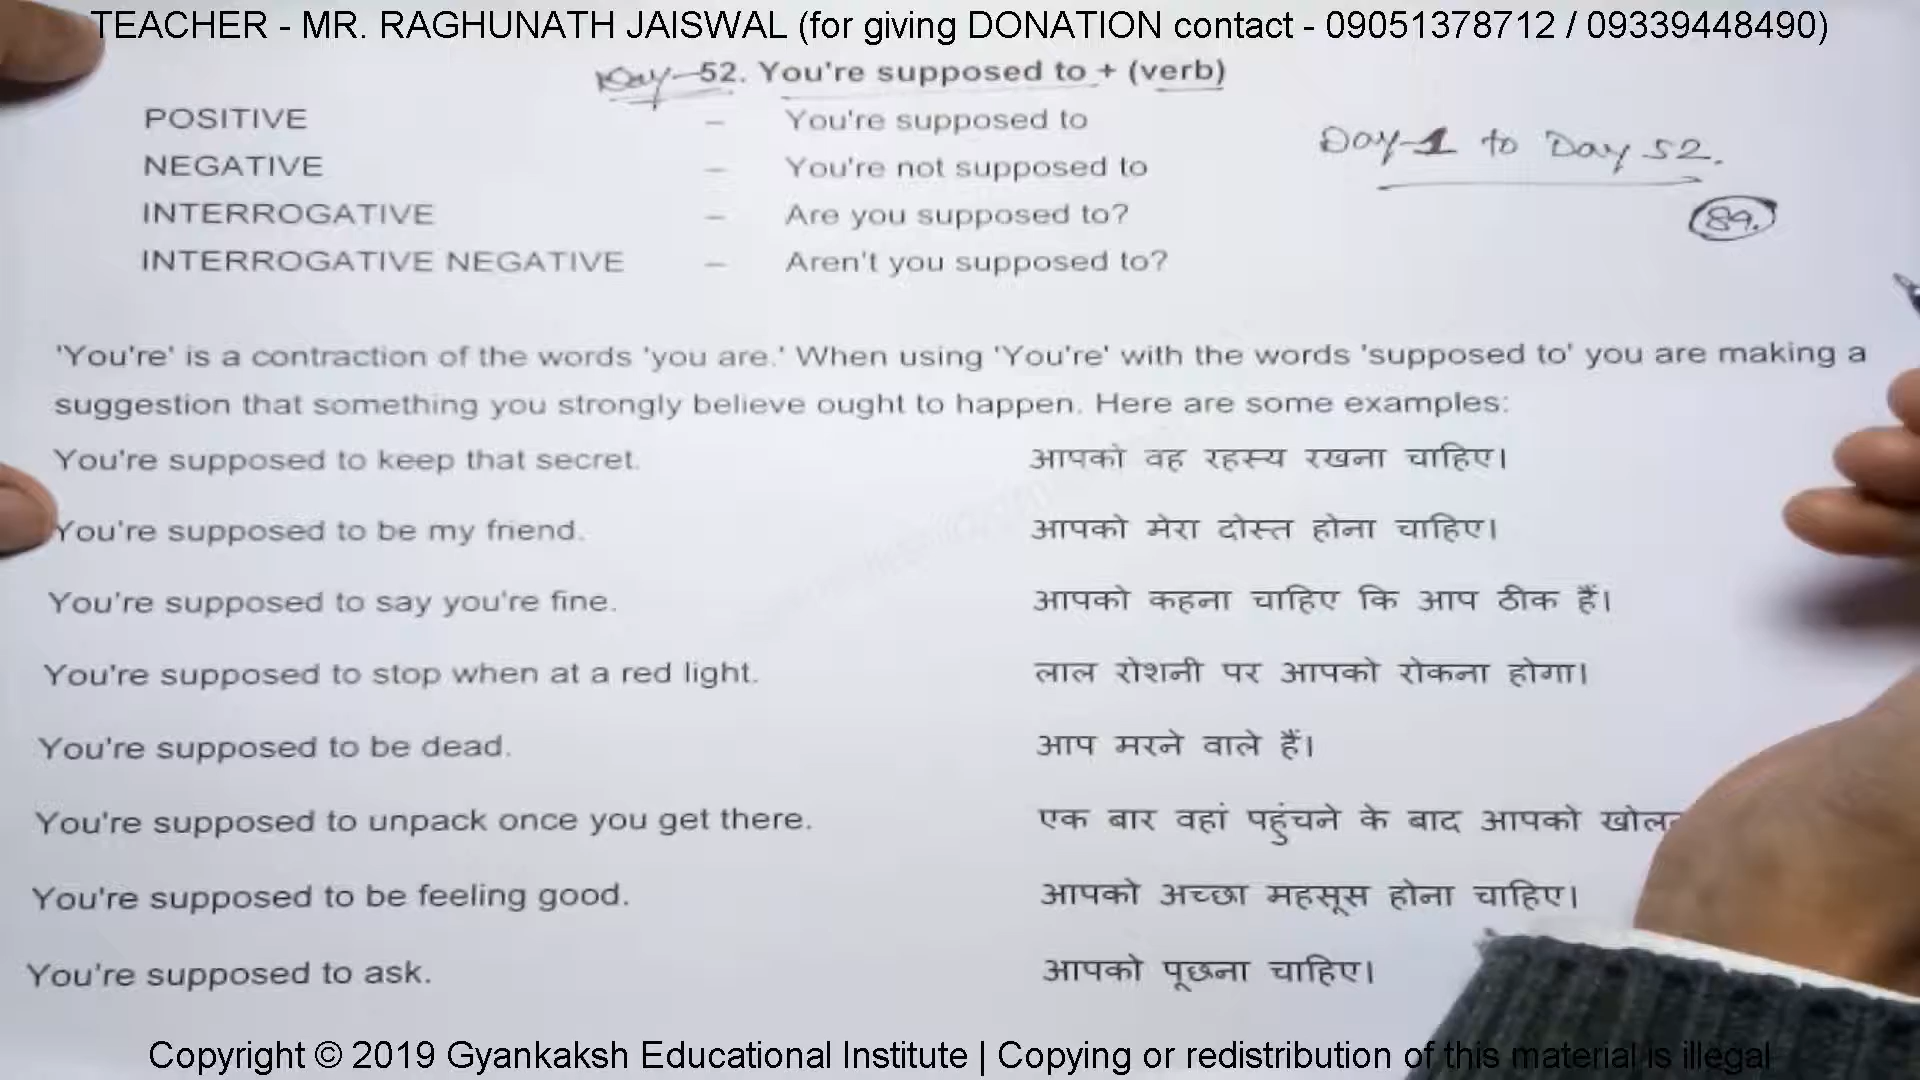 TEACHER - MR. RAGHUNATH JAISWAL (for giving DONATION contact - 09051378712 / 09339448490)
Day-52. You're supposed to + (verb)
POSITIVE - You're supposed to
NEGATIVE - You're not supposed to
Day-1 to Day 52.
INTERROGATIVE - Are you supposed to?
89.
INTERROGATIVE NEGATIVE - Aren't you supposed to?
'You're' is a contraction of the words 'you are.' When using 'You're' with the words 'supposed to' you are making a
suggestion that something you strongly believe ought to happen. Here are some examples:
You're supposed to keep that secret. आपको वह रहस्य रखना चाहिए।
You're supposed to be my friend. आपको मेरा दोस्त होना चाहिए।
You're supposed to say you're fine. आपको कहना चाहिए कि आप ठीक हैं।
You're supposed to stop when at a red light. लाल रोशनी पर आपको रोकना होगा।
You're supposed to be dead. आप मरने वाले हैं।
You're supposed to unpack once you get there. एक बार वहां पहुंचने के बाद आपको
You're supposed to be feeling good. आपको अच्छा महसूस होना चाहिए।
You're supposed to ask. आपको पूछना चाहिए।
Copyright © 2019 Gyankaksh Educational Institute | Copying or redistribution of this material is illegal